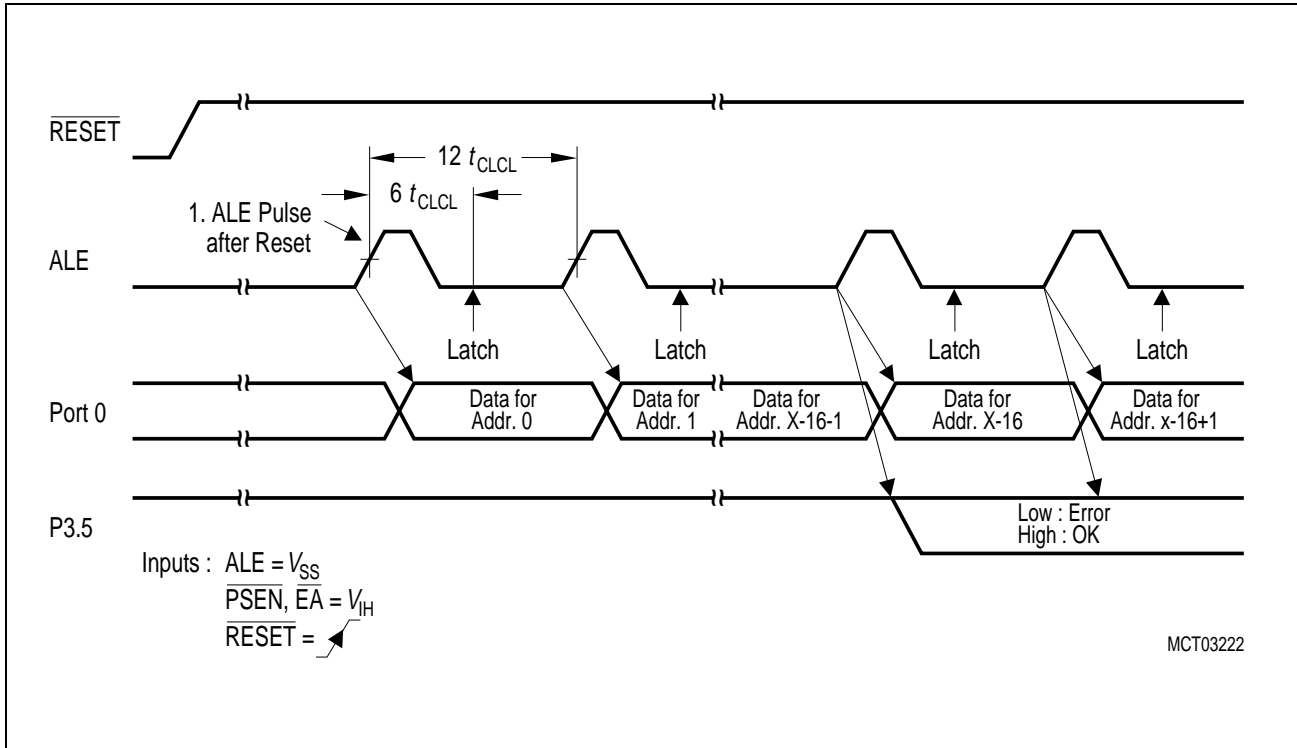 RESET
12 tCLCL
6 tCLCL
1. ALE Pulse
after Reset
ALE
Latch
Latch
Latch
Latch
Port 0
Data for
Addr. 0
Data for
Addr. 1
Data for
Addr. X-16-1
Data for
Addr. X-16
Data for
Addr. x-16+1
P3.5
Low : Error
High : OK
Inputs : ALE = VSS
PSEN, EA = VIH
RESET =
MCT03222